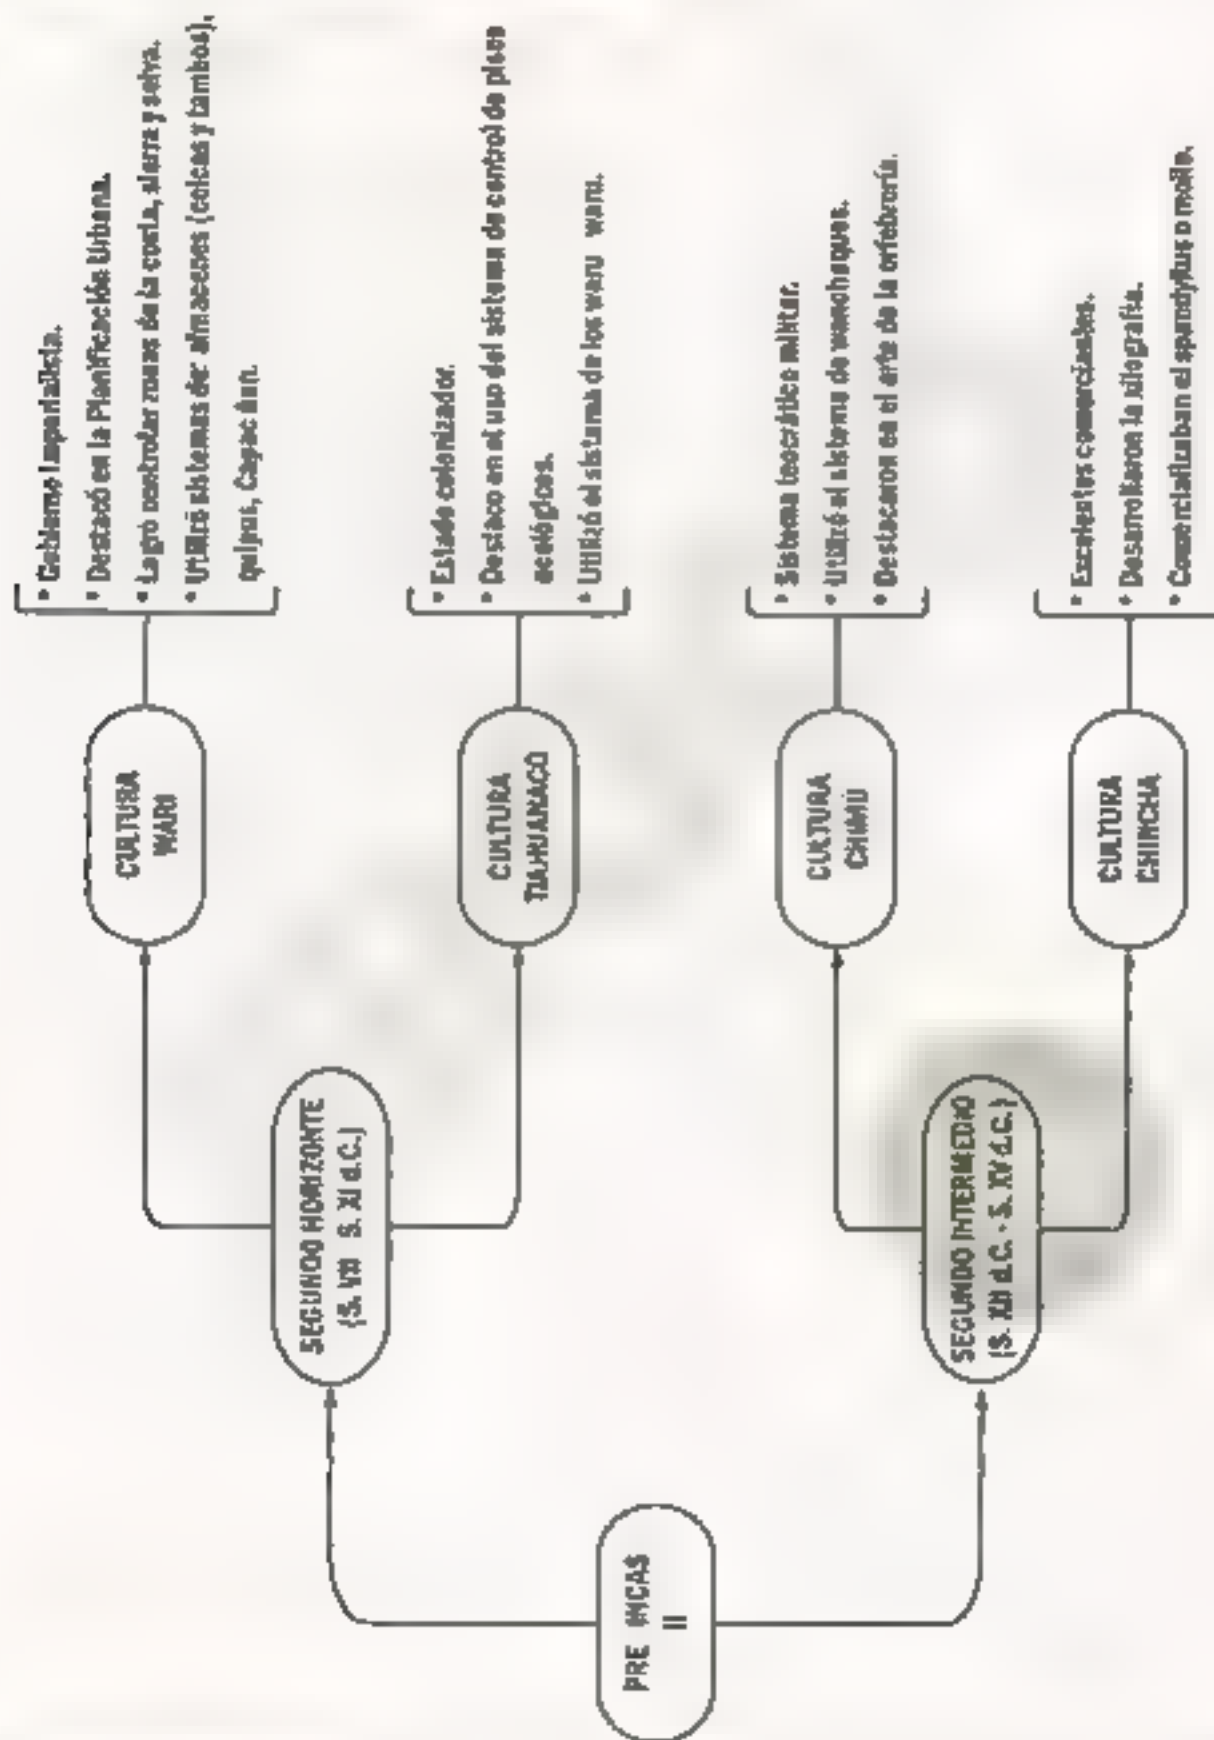 PRE INCAS
II
SEGUNDO HORIZONTE
(S. VII S. XI d.C.)
CULTURA
WARI
* Gobierno Imperialista.
* Destacó en la Planificación Urbana.
* Logró controlar zonas de la costa, sierra y selva.
* Utilizó sistemas de: almacenes (colcas y tambos),
quipus, Capac ñan.
CULTURA
TIAHUANACO
* Estado colonizador.
* Destaco en el uso del sistema de control de pisos
ecológicos.
* Utilizó el sistema de los waru waru.
SEGUNDO INTERMEDIO
(S. XII d.C. - S. XV d.C.)
CULTURA
CHIMÚ
* Sistema teocrático militar.
* Utilizó el sistema de wanchaques.
* Destacaron en el arte de la orfebrería.
CULTURA
CHINCHA
* Excelentes comerciantes.
* Desarrollaron la xilografía.
* Comercializaban el spondyllus o mollo.